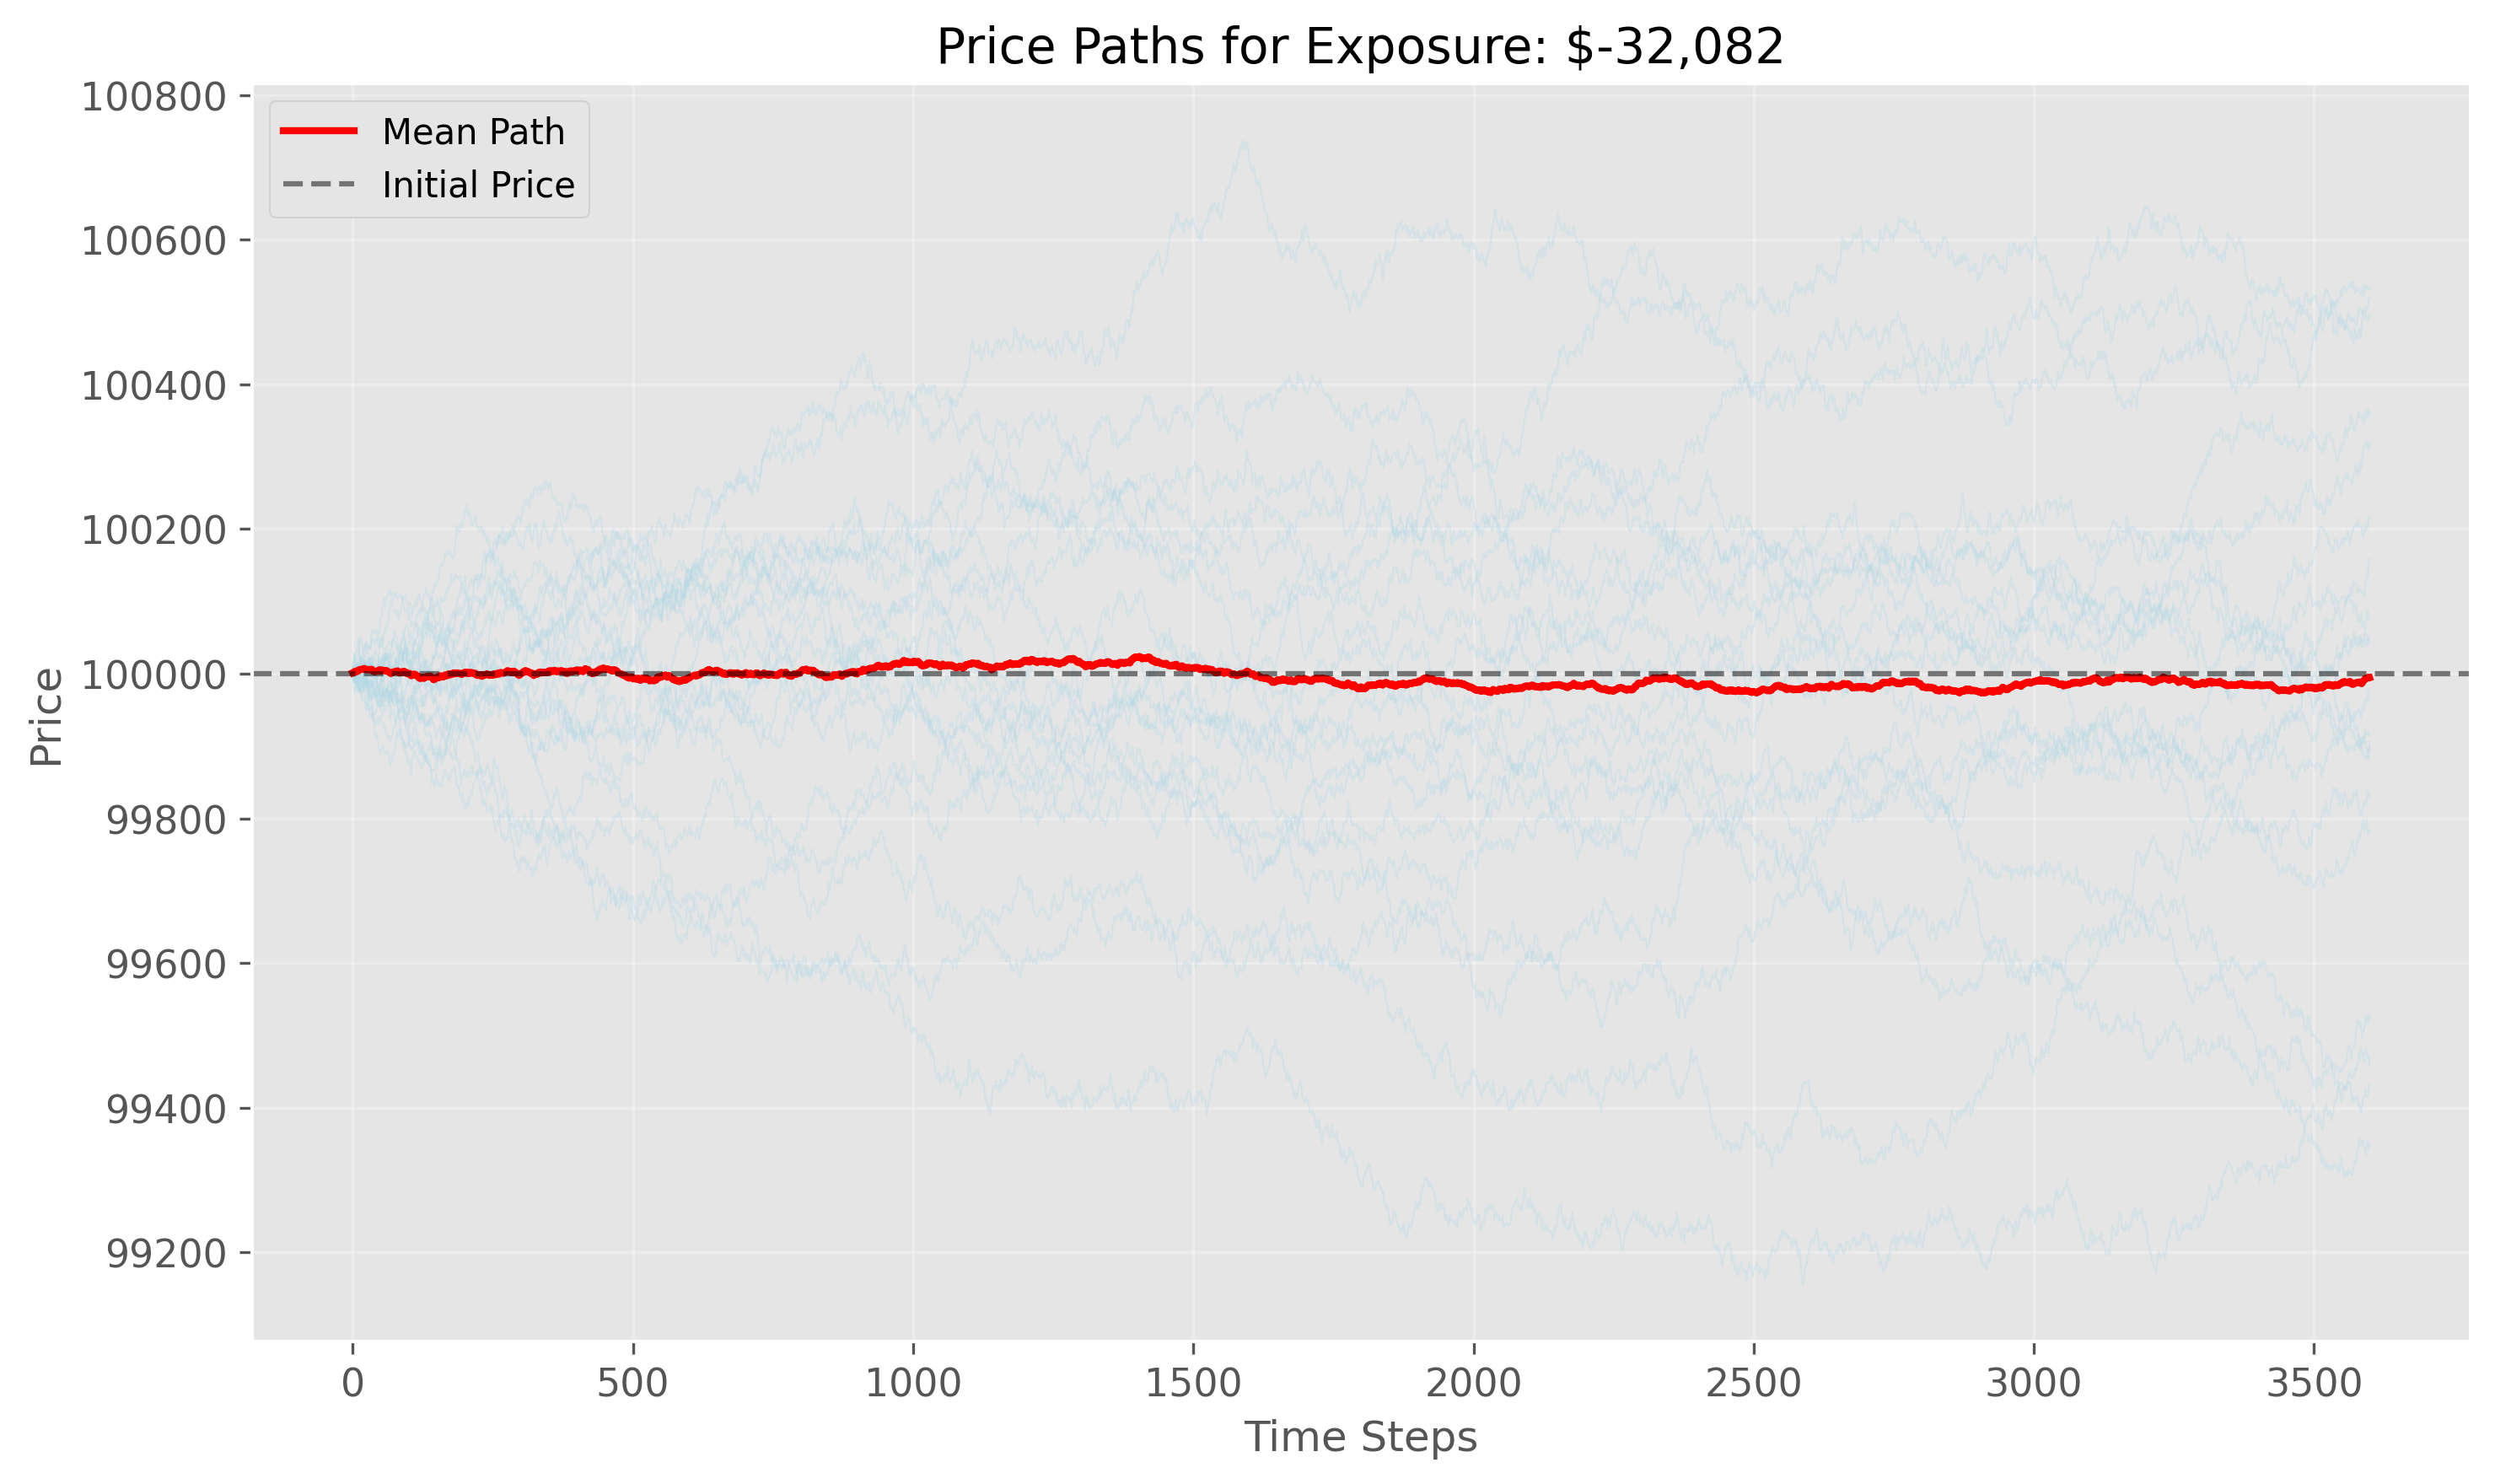 Price Paths for Exposure: $-32,082
Mean Path
Initial Price
Price
100800
100600
100400
100200
100000
99800
99600
99400
99200
0 500 1000 1500 2000 2500 3000 3500
Time Steps